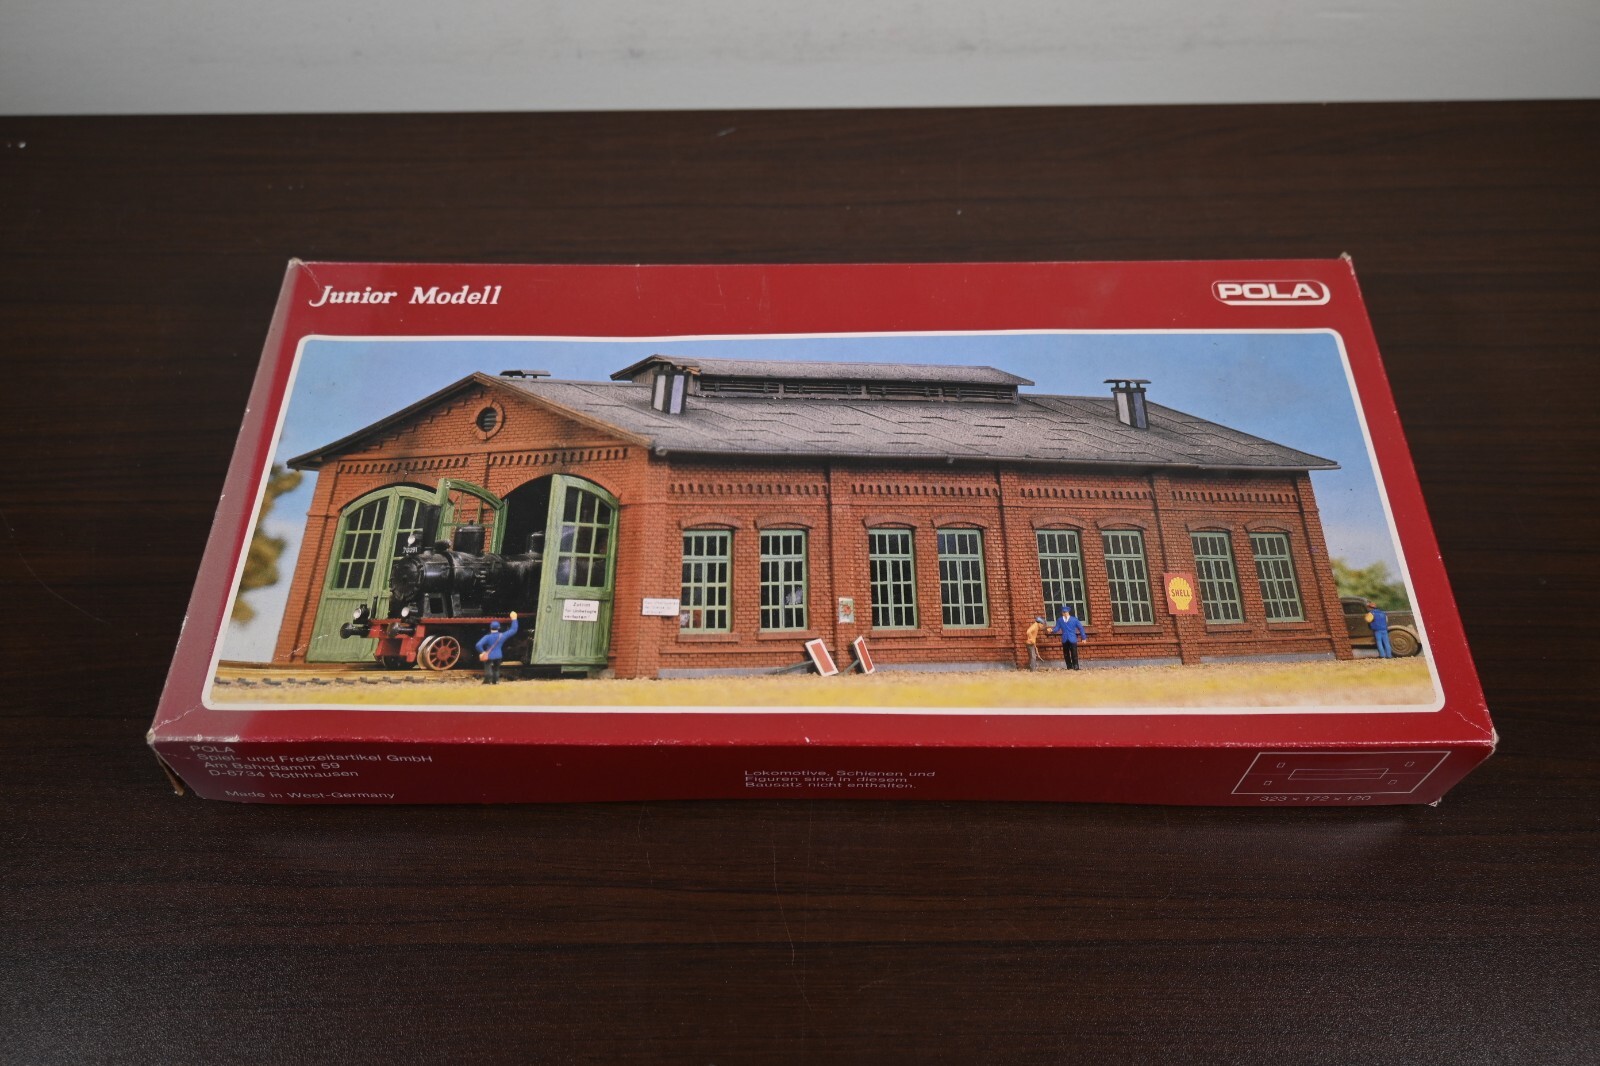 Junior Modell
POLA
70091
SHELL
POLA
Spiel- und Freizeitartikel GmbH
Am Bahndamm 59
D-8734 Rothhausen
Made in West-Germany
Lokomotive, Schienen und
Figuren sind in diesem
Bausatz nicht enthalten.
323 × 172 × 120